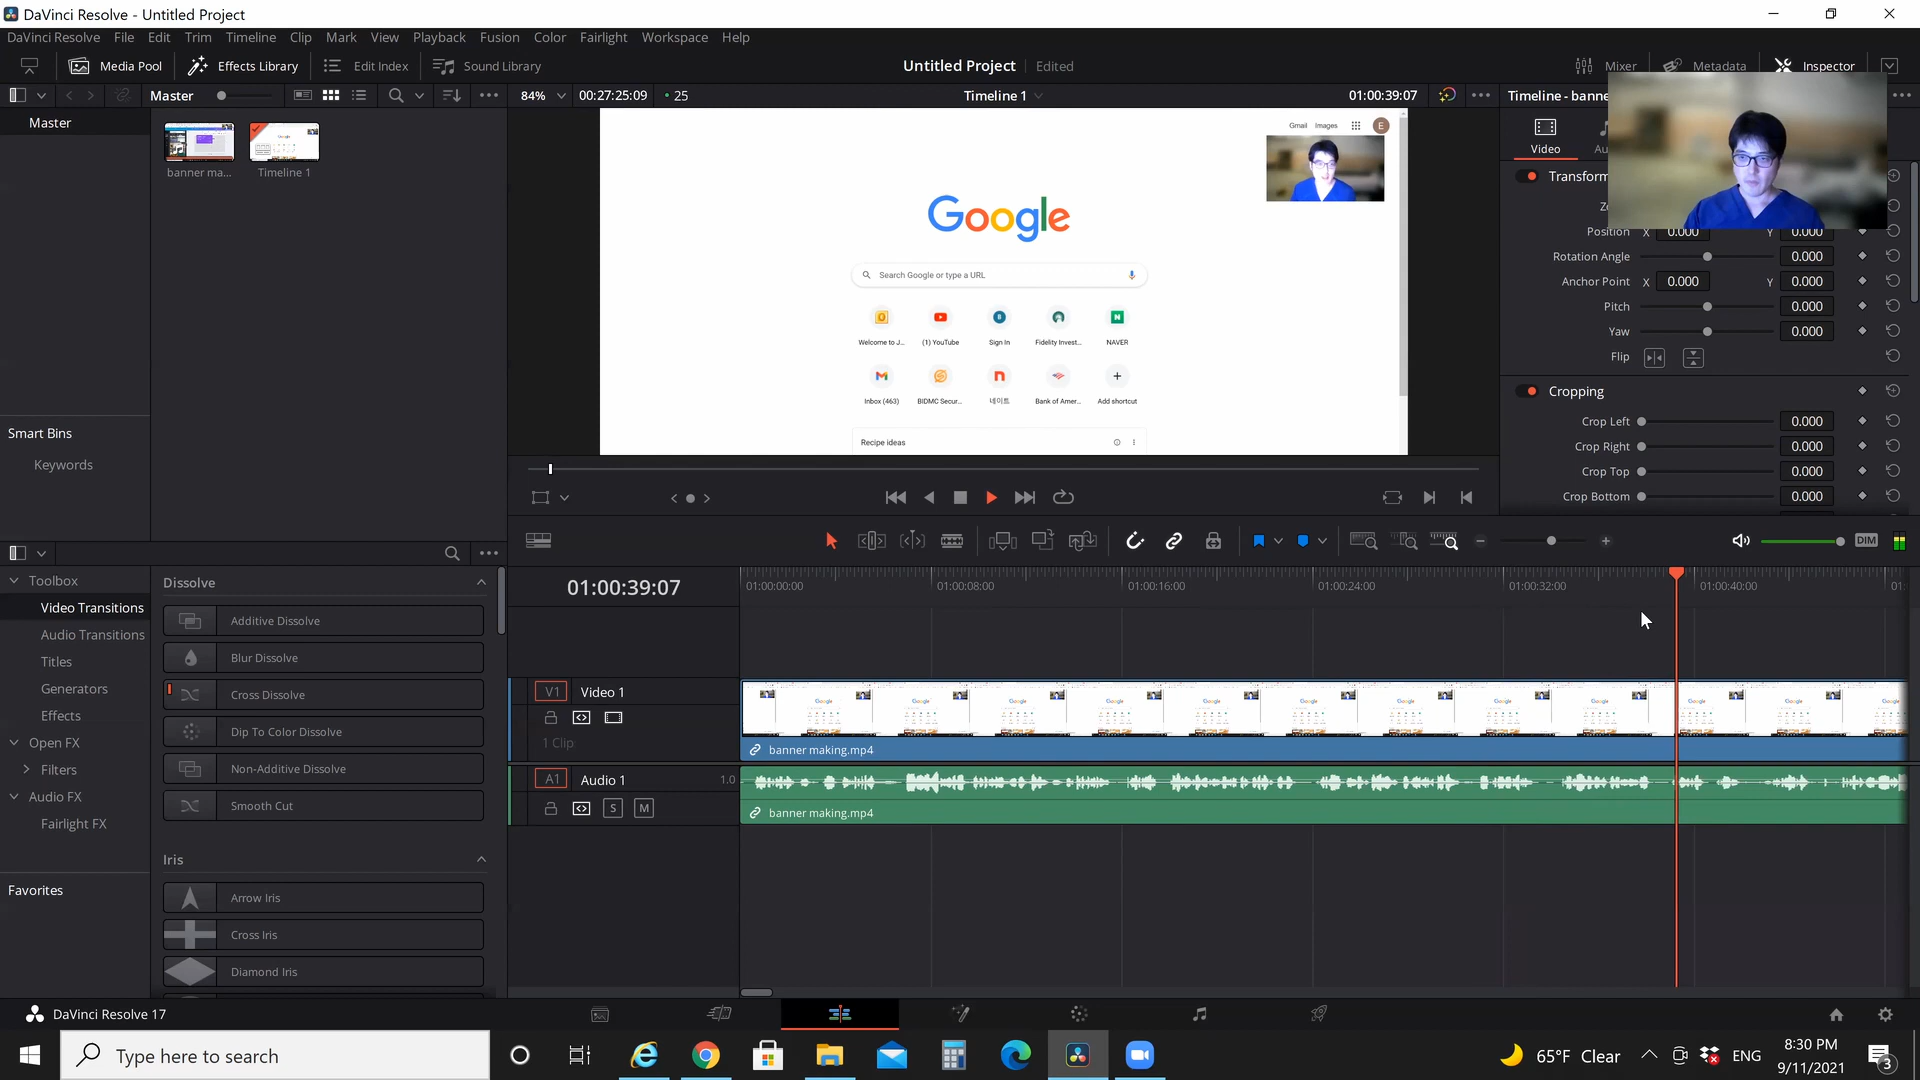 DaVinci Resolve - Untitled Project
DaVinci Resolve File Edit Trim Timeline Clip Mark View Playback Fusion Color Fairlight Workspace Help
Media Pool Effects Library Edit Index Sound Library Untitled Project Edited Mixer Metadata Inspector
Master 84% 00:27:25:09 25 Timeline 1 01:00:39:07 Timeline - banne
Master
banner ma... Timeline 1
Video Au
Transform
Position X 0.000 Y 0.000
Rotation Angle 0.000
Anchor Point X 0.000 Y 0.000
Pitch 0.000
Yaw 0.000
Flip
Cropping
Crop Left 0.000
Crop Right 0.000
Crop Top 0.000
Crop Bottom 0.000
Gmail Images E
Google
Search Google or type a URL
Welcome to J... (1) YouTube Sign In Fidelity Invest... NAVER
Inbox (463) BIDMC Secur... 네이트 Bank of Amer... Add shortcut
Recipe ideas
Smart Bins
Keywords
DIM
Toolbox
Video Transitions
Audio Transitions
Titles
Generators
Effects
Open FX
Filters
Audio FX
Fairlight FX
Favorites
Dissolve
Additive Dissolve
Blur Dissolve
Cross Dissolve
Dip To Color Dissolve
Non-Additive Dissolve
Smooth Cut
Iris
Arrow Iris
Cross Iris
Diamond Iris
01:00:39:07
01:00:00:00 01:00:08:00 01:00:16:00 01:00:24:00 01:00:32:00 01:00:40:00 01:
V1 Video 1
1 Clip
banner making.mp4
A1 Audio 1 1.0
S M
banner making.mp4
DaVinci Resolve 17
Type here to search
65°F Clear ENG 8:30 PM
9/11/2021 3